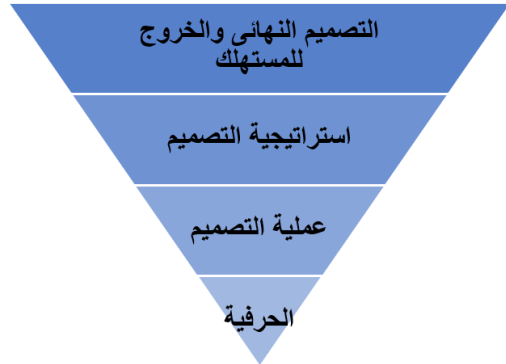 التصميم النهائى والخروج
للمستهلك
استراتيجية التصميم
عملية التصميم
الحرفية